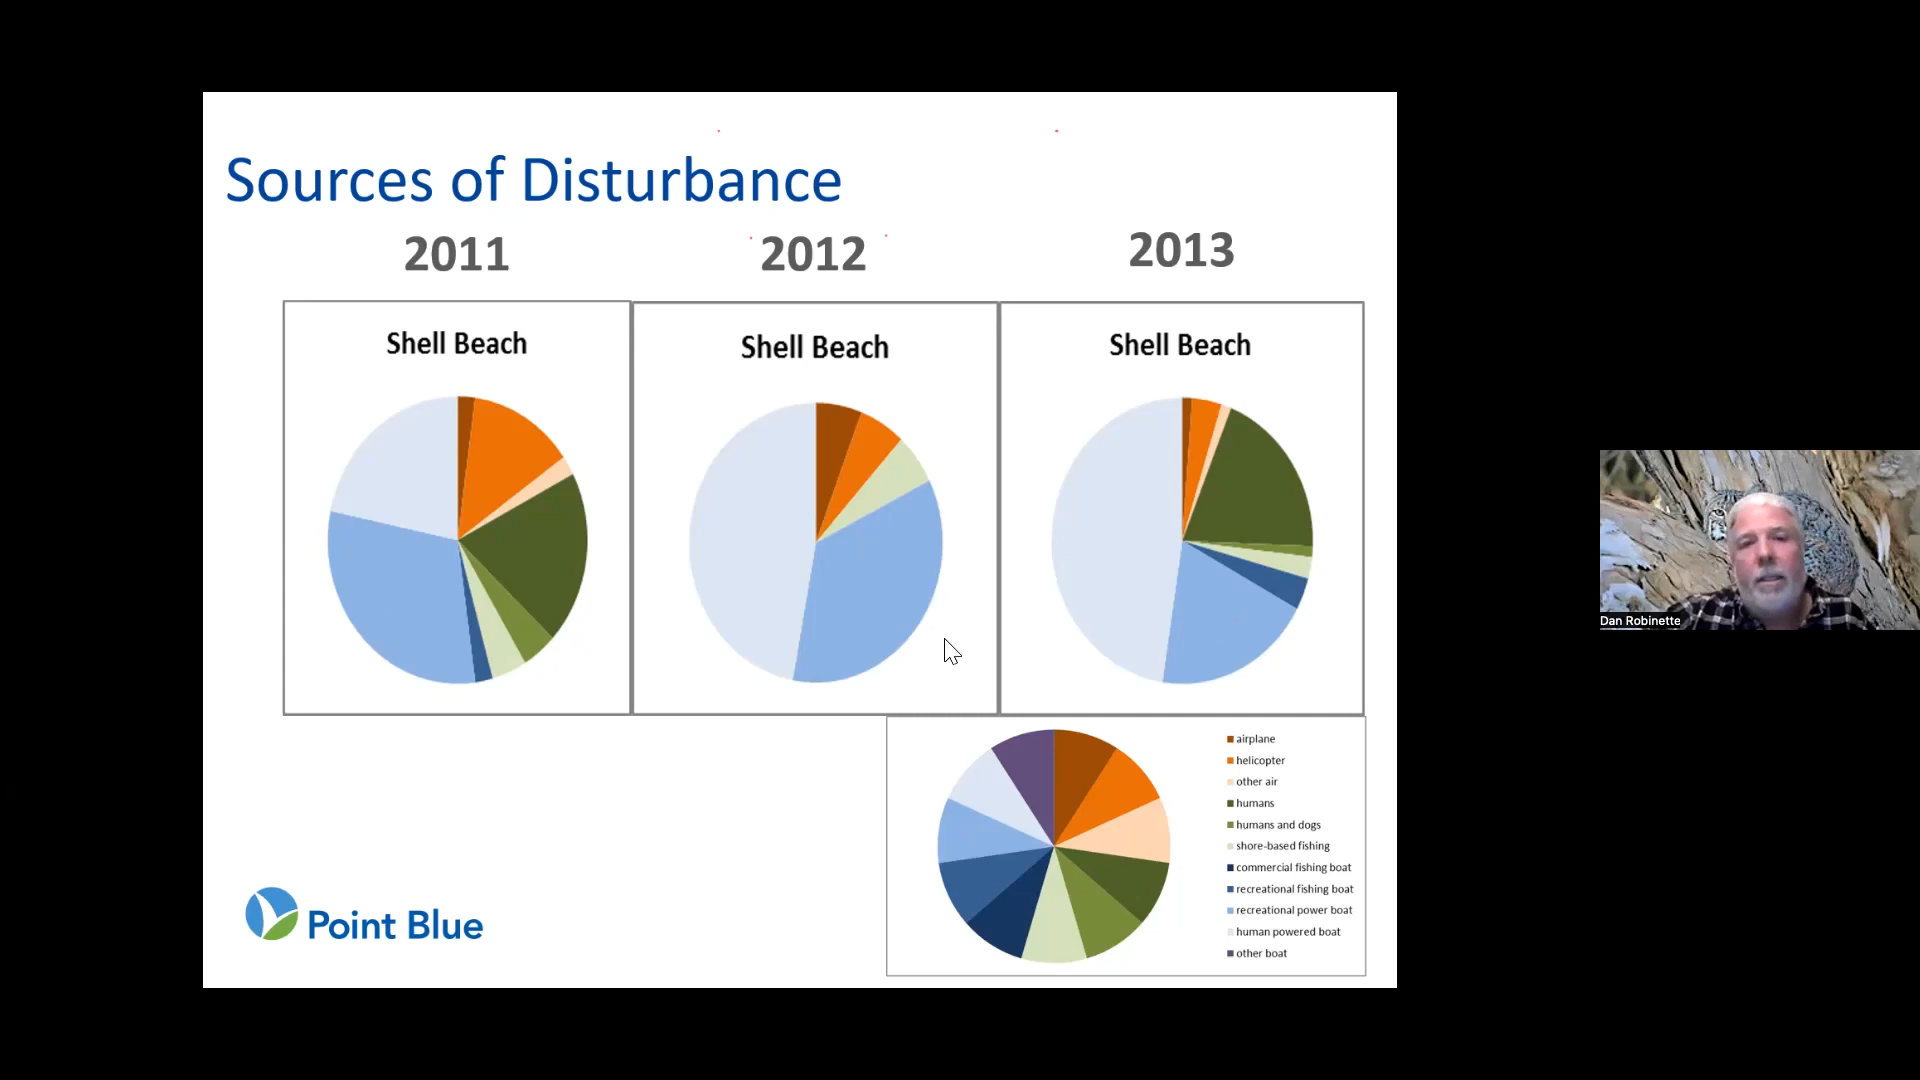 Sources of Disturbance
2011
2012
2013
Shell Beach
Shell Beach
Shell Beach
airplane
helicopter
other air
humans
humans and dogs
shore-based fishing
commercial fishing boat
recreational fishing boat
recreational power boat
human powered boat
other boat
Point Blue
Dan Robinette